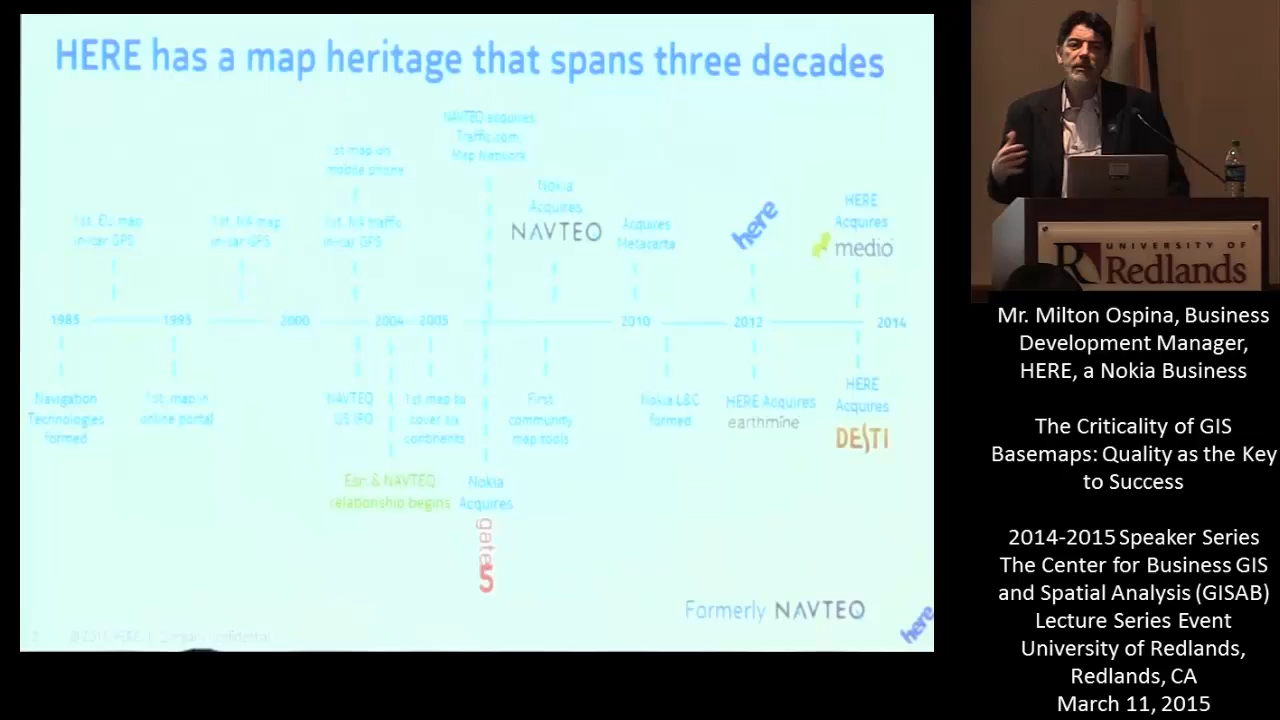 HERE has a map heritage that spans three decades
NAVTEQ acquires
Traffic.com,
Map Network
1st map on
mobile phone
Nokia
Acquires
NAVTEQ
1st. EU map
in-car GPS
1st. NA map
in-car GPS
1st. NA traffic
in-car GPS
Acquires
Metacarta
here
HERE
Acquires
medio
1985
1995
2000
2004
2005
2010
2012
2014
Navigation
Technologies
formed
1st. map in
online portal
NAVTEQ
US IPO
1st map to
cover six
continents
First
community
map tools
Nokia L&C
formed
HERE Acquires
earthmine
HERE
Acquires
DESTI
Esri & NAVTEQ
relationship begins
Nokia
Acquires
gate
5
Formerly NAVTEQ
here
UNIVERSITY OF
Redlands
Mr. Milton Ospina, Business
Development Manager,
HERE, a Nokia Business
The Criticality of GIS
Basemaps: Quality as the Key
to Success
2014-2015 Speaker Series
The Center for Business GIS
and Spatial Analysis (GISAB)
Lecture Series Event
University of Redlands,
Redlands, CA
March 11, 2015